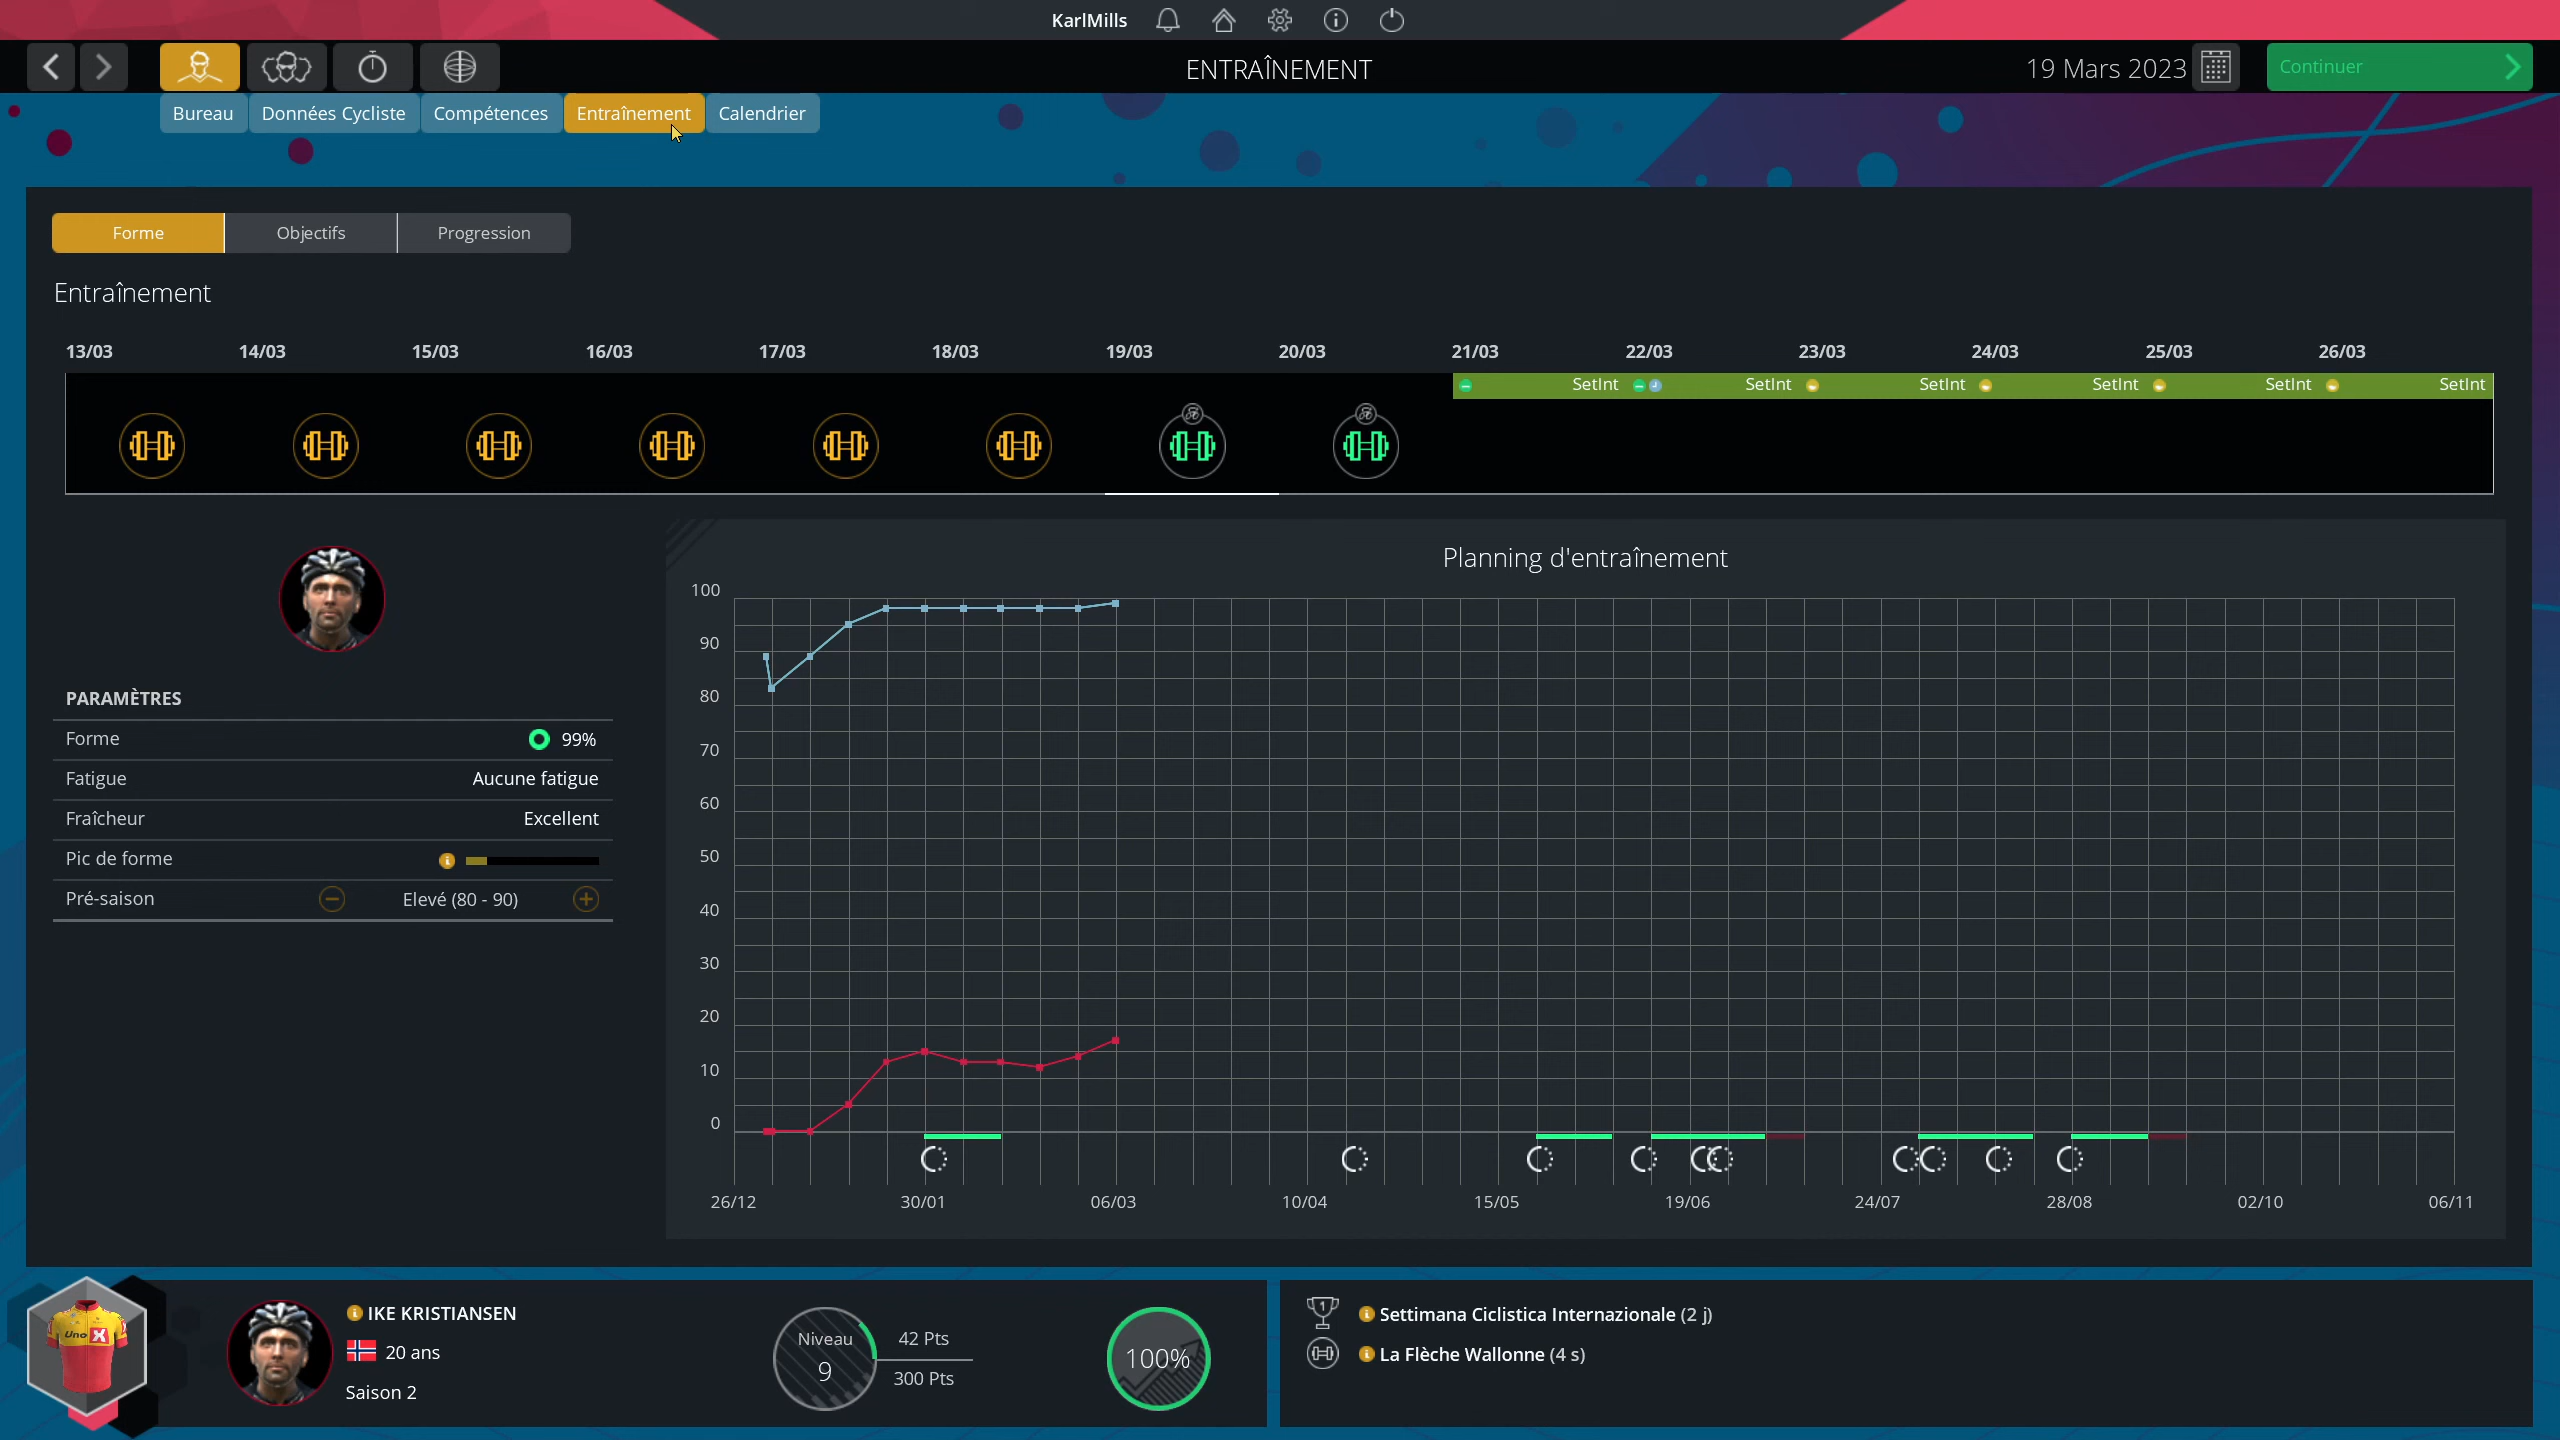 KarlMills
ENTRAÎNEMENT
19 Mars 2023
Continuer
Bureau
Données Cycliste
Compétences
Entraînement
Calendrier
Forme
Objectifs
Progression
Entraînement
13/03
14/03
15/03
16/03
17/03
18/03
19/03
20/03
21/03
22/03
23/03
24/03
25/03
26/03
SetInt
SetInt
SetInt
SetInt
SetInt
SetInt
PARAMÈTRES
Forme
99%
Fatigue
Aucune fatigue
Fraîcheur
Excellent
Pic de forme
Pré-saison
Elevé (80 - 90)
Planning d'entraînement
100
90
80
70
60
50
40
30
20
10
0
26/12
30/01
06/03
10/04
15/05
19/06
24/07
28/08
02/10
06/11
Uno X
IKE KRISTIANSEN
20 ans
Saison 2
Niveau
9
42 Pts
300 Pts
100%
1
Settimana Ciclistica Internazionale (2 j)
La Flèche Wallonne (4 s)